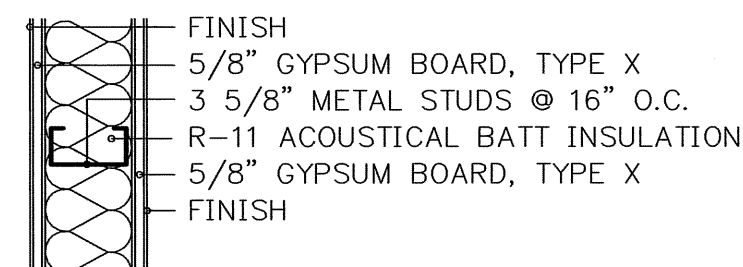 FINISH
5/8" GYPSUM BOARD, TYPE X
3 5/8" METAL STUDS @ 16" O.C.
R-11 ACOUSTICAL BATT INSULATION
5/8" GYPSUM BOARD, TYPE X
FINISH